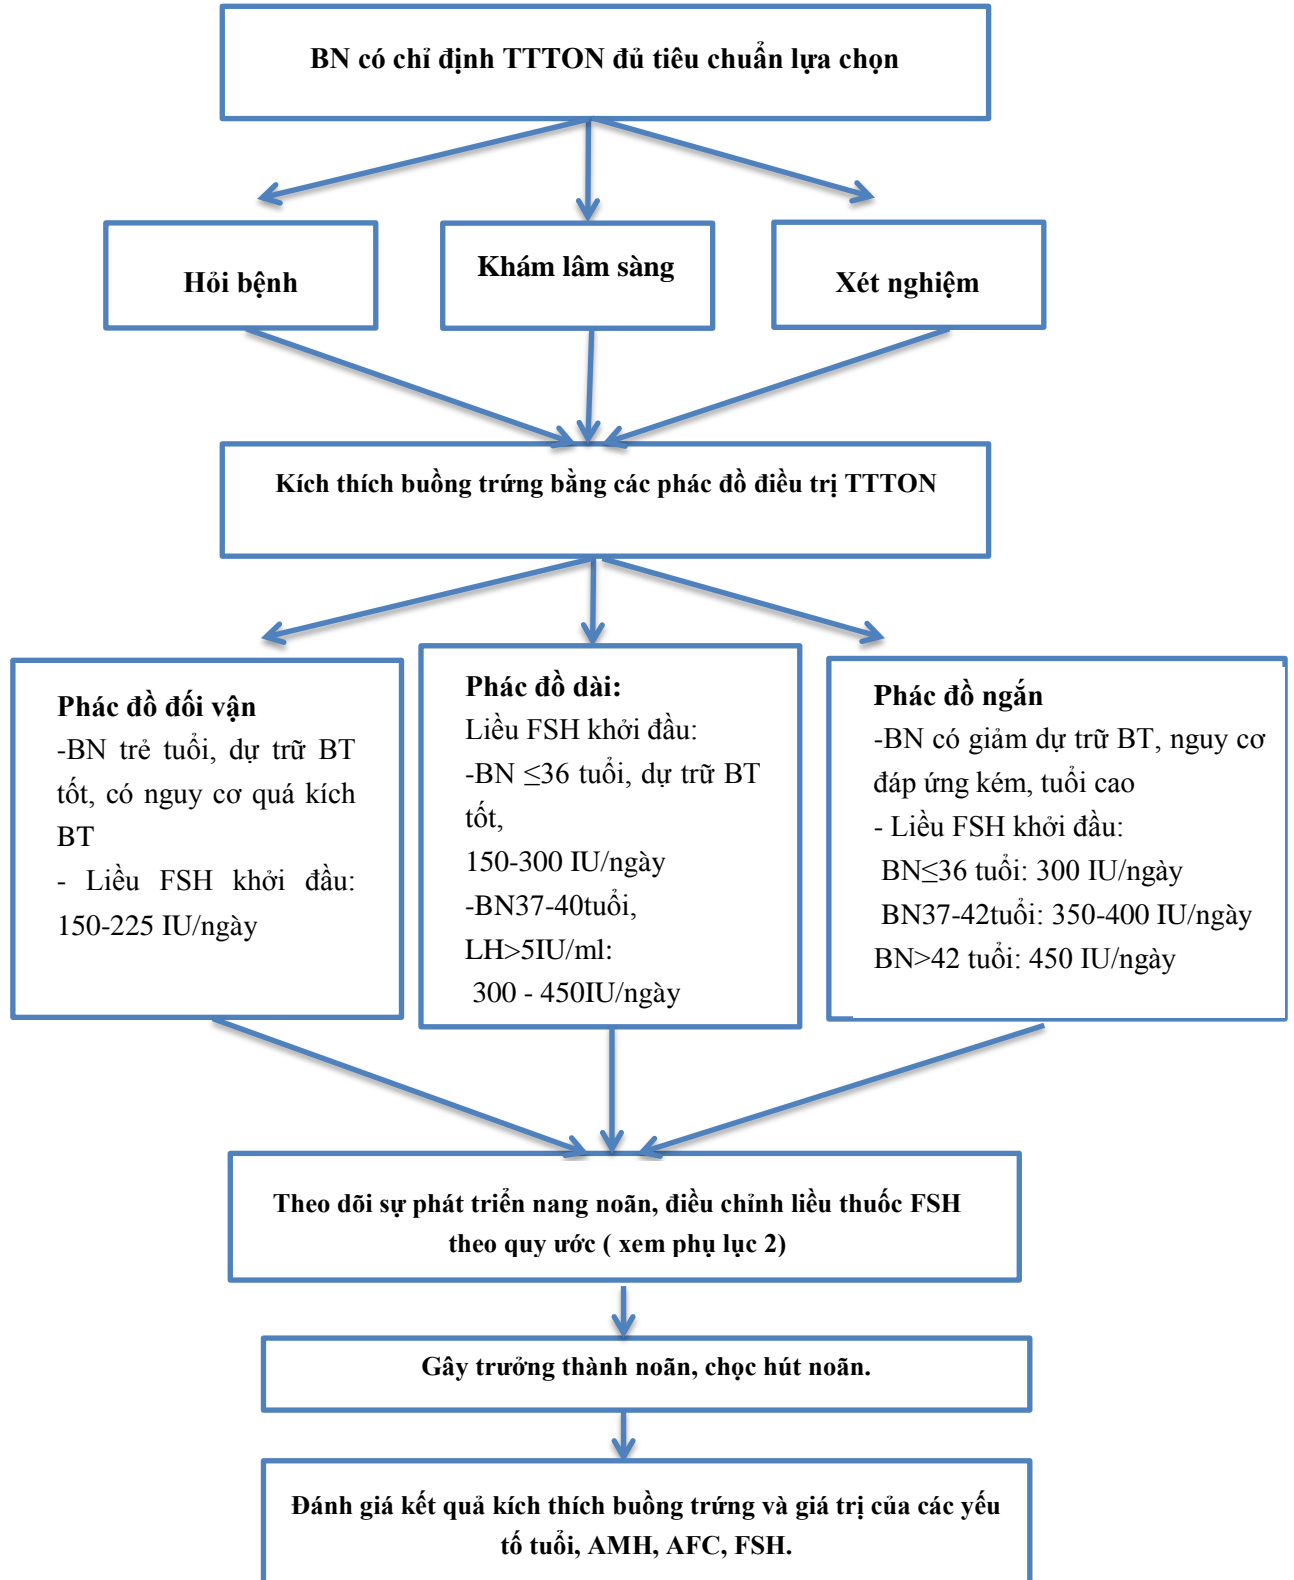 BN có chỉ định TTTON đủ tiêu chuẩn lựa chọn
Hỏi bệnh
Khám lâm sàng
Xét nghiệm
Kích thích buồng trứng bằng các phác đồ điều trị TTTON
Phác đồ đối vận
-BN trẻ tuổi, dự trữ BT
tốt, có nguy cơ quá kích
BT
- Liều FSH khởi đầu:
150-225 IU/ngày
Phác đồ dài:
Liều FSH khởi đầu:
-BN ≤36 tuổi, dự trữ BT
tốt,
150-300 IU/ngày
-BN37-40tuổi,
LH>5IU/ml:
300 - 450IU/ngày
Phác đồ ngắn
-BN có giảm dự trữ BT, nguy cơ
đáp ứng kém, tuổi cao
- Liều FSH khởi đầu:
BN≤36 tuổi: 300 IU/ngày
BN37-42tuổi: 350-400 IU/ngày
BN>42 tuổi: 450 IU/ngày
Theo dõi sự phát triển nang noãn, điều chỉnh liều thuốc FSH
theo quy ước ( xem phụ lục 2)
Gây trưởng thành noãn, chọc hút noãn.
Đánh giá kết quả kích thích buồng trứng và giá trị của các yếu
tố tuổi, AMH, AFC, FSH.